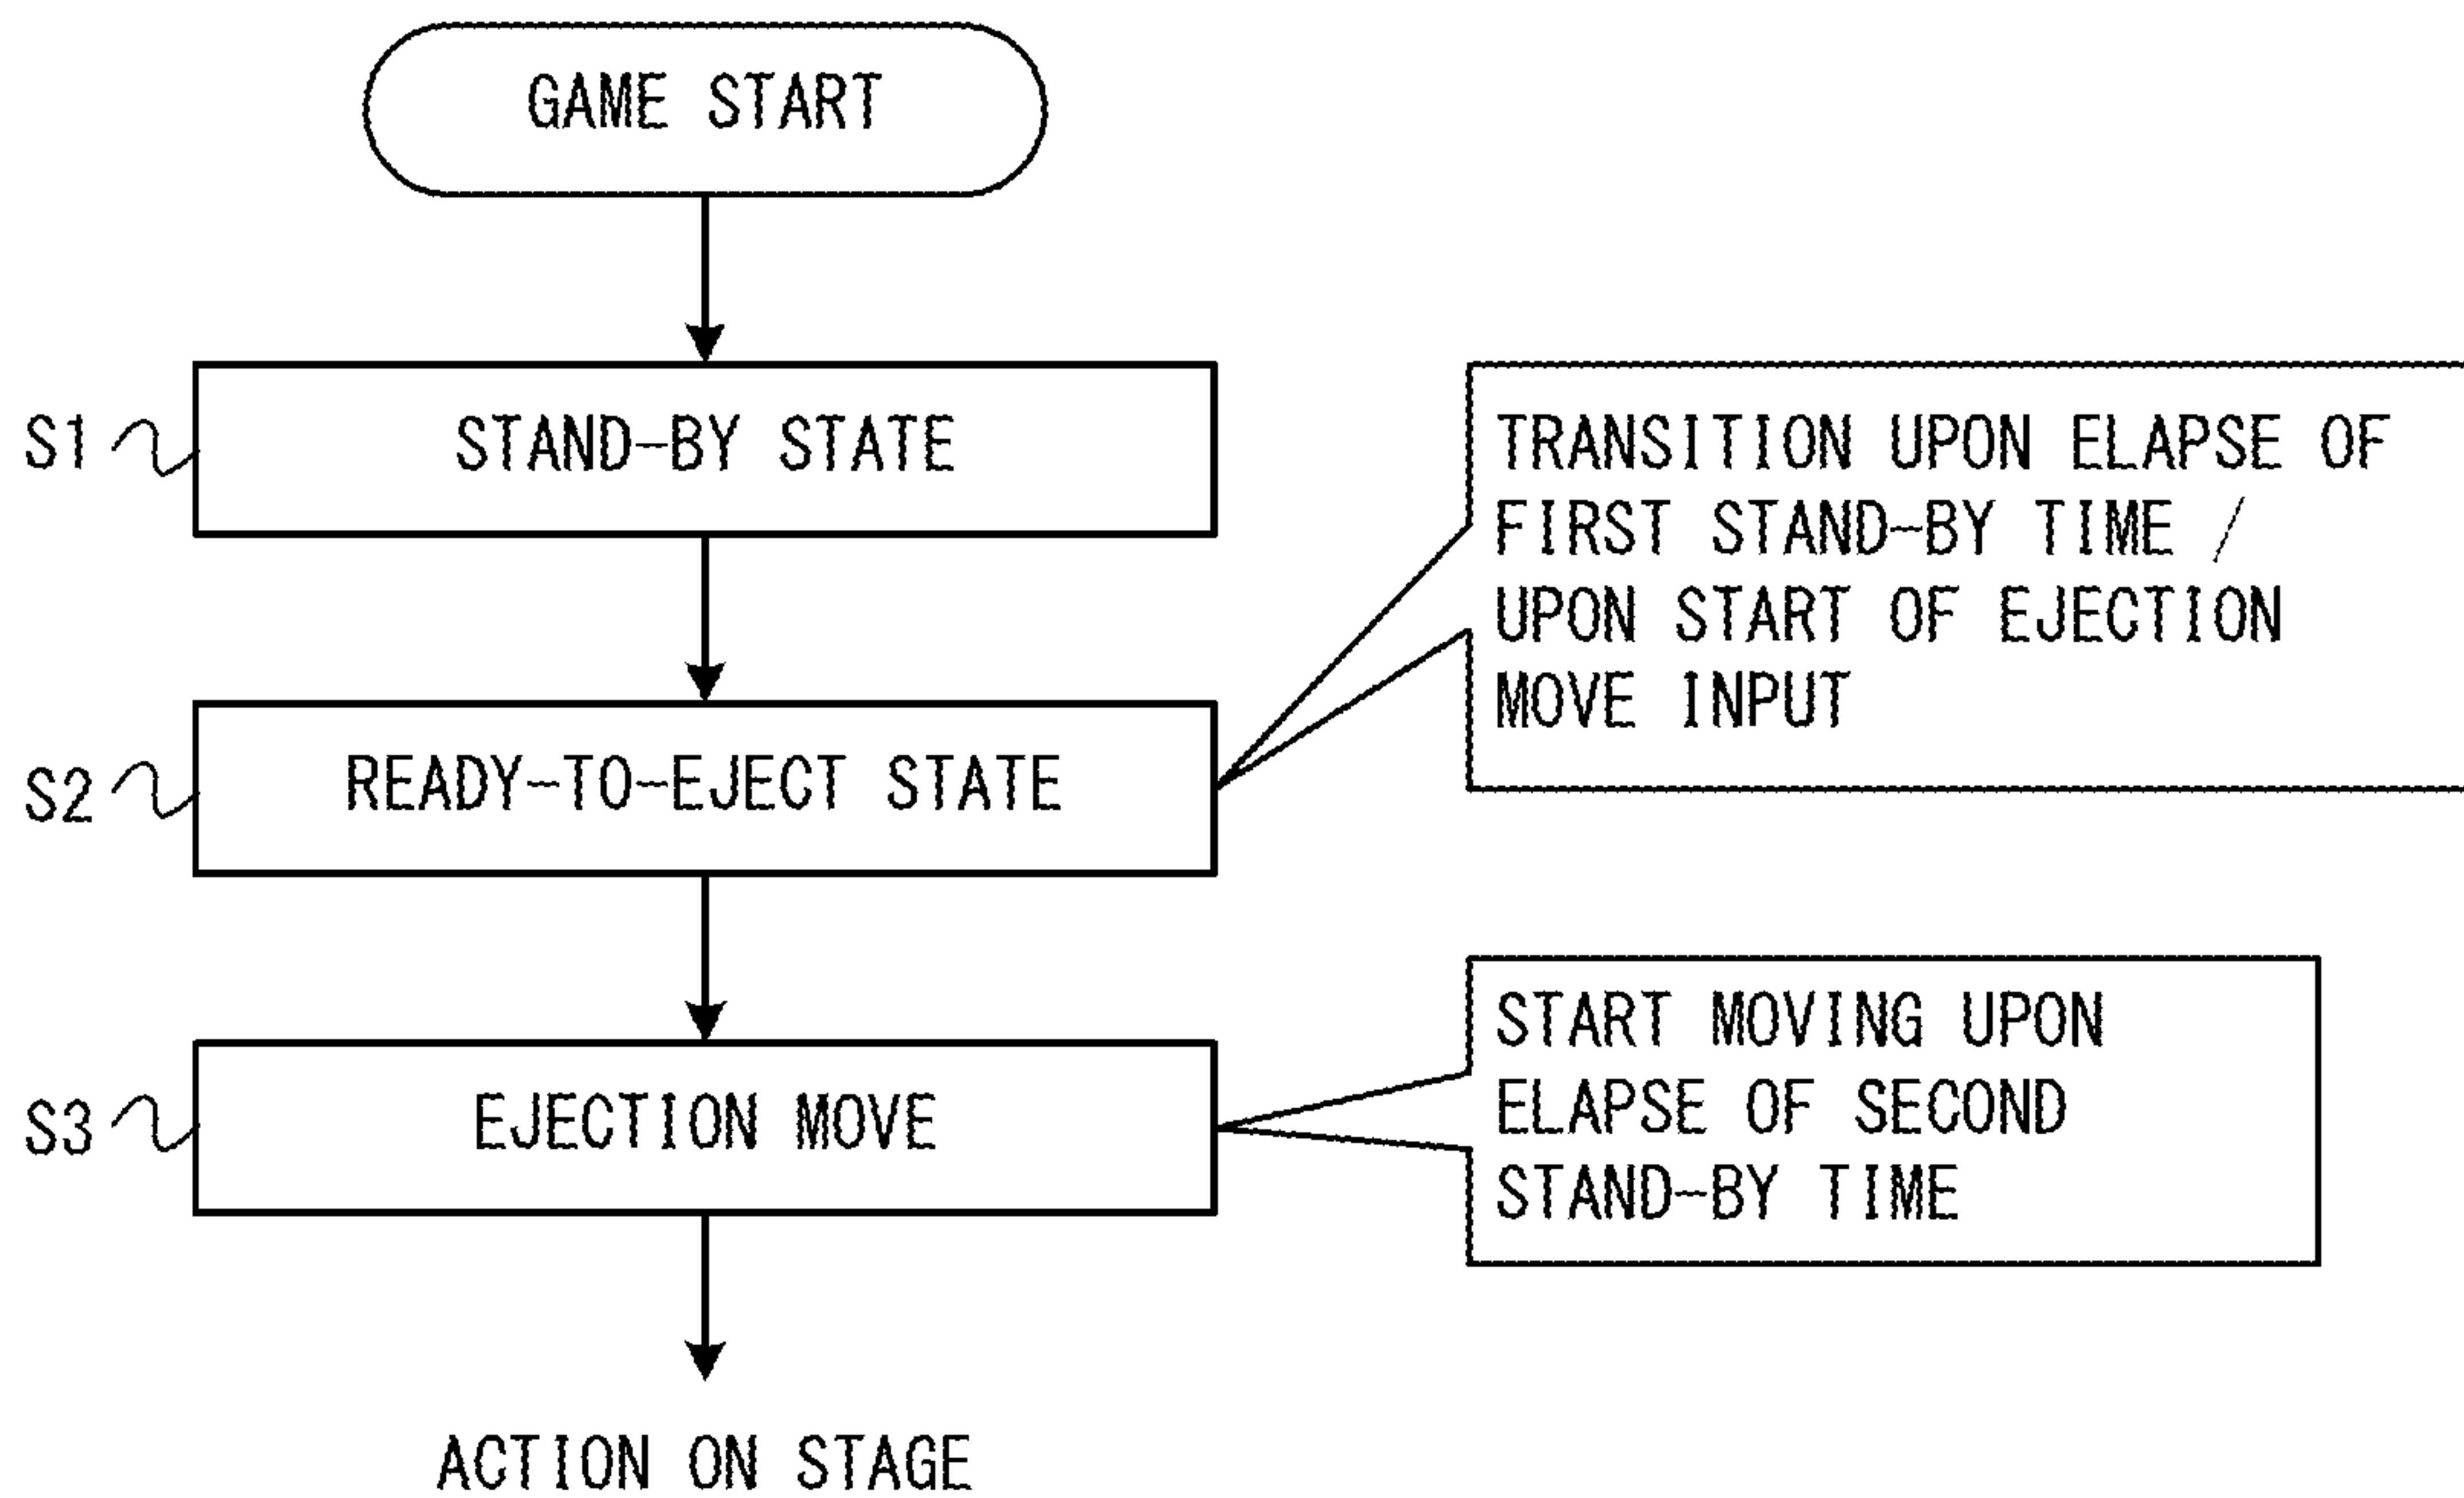 GAME START
S1
STAND-BY STATE
TRANSITION UPON ELAPSE OF
FIRST STAND-BY TIME /
UPON START OF EJECTION
MOVE INPUT
S2
READY-TO-EJECT STATE
S3
EJECTION MOVE
START MOVING UPON
ELAPSE OF SECOND
STAND-BY TIME
ACTION ON STAGE